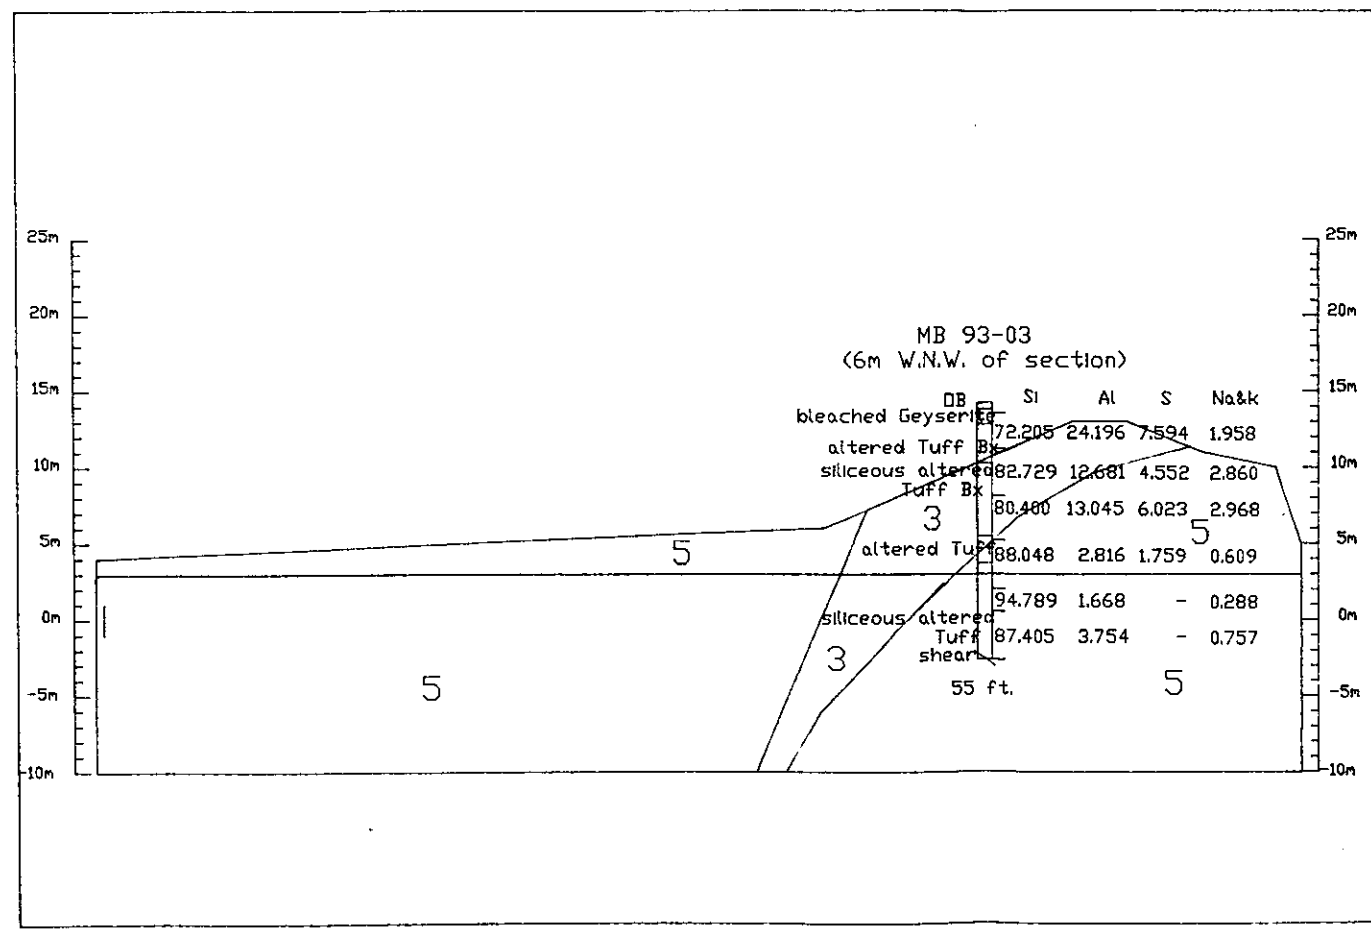 25m
25m
20m
20m
MB 93-03
(6m W.N.W. of section)
15m
15m
OB Si Al S Na&K
bleached Geyserite
72.205 24.196 7.594 1.958
altered Tuff Bx
10m
10m
siliceous altered 82.729 12.681 4.552 2.860
Tuff Bx
80.400 13.045 6.023 2.968
3
5
5m
5m
5
altered Tuff 88.048 2.816 1.759 0.609
94.789 1.668 - 0.288
0m
0m
siliceous altered
Tuff 87.405 3.754 - 0.757
shear
3
5
55 ft.
5
-5m
-5m
-10m
-10m